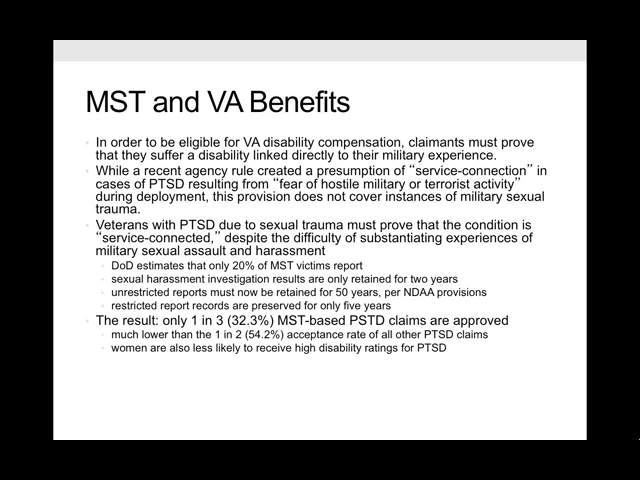 MST and VA Benefits
In order to be eligible for VA disability compensation, claimants must prove
that they suffer a disability linked directly to their military experience.
While a recent agency rule created a presumption of “service-connection” in
cases of PTSD resulting from “fear of hostile military or terrorist activity”
during deployment, this provision does not cover instances of military sexual
trauma.
Veterans with PTSD due to sexual trauma must prove that the condition is
“service-connected,” despite the difficulty of substantiating experiences of
military sexual assault and harassment
DoD estimates that only 20% of MST victims report
sexual harassment investigation results are only retained for two years
unrestricted reports must now be retained for 50 years, per NDAA provisions
restricted report records are preserved for only five years
The result: only 1 in 3 (32.3%) MST-based PSTD claims are approved
much lower than the 1 in 2 (54.2%) acceptance rate of all other PTSD claims
women are also less likely to receive high disability ratings for PTSD